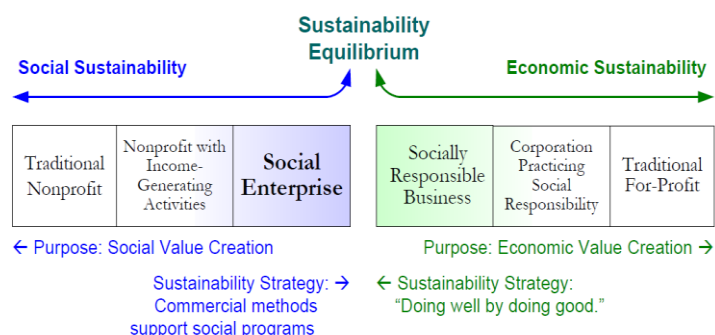 Sustainability
Equilibrium
Social Sustainability
Economic Sustainability
Traditional
Nonprofit
Nonprofit with
Income-
Generating
Activities
Social
Enterprise
Socially
Responsible
Business
Corporation
Practicing
Social
Responsibility
Traditional
For-Profit
← Purpose: Social Value Creation
Purpose: Economic Value Creation →
Sustainability Strategy: →
Commercial methods
support social programs
← Sustainability Strategy:
“Doing well by doing good.”